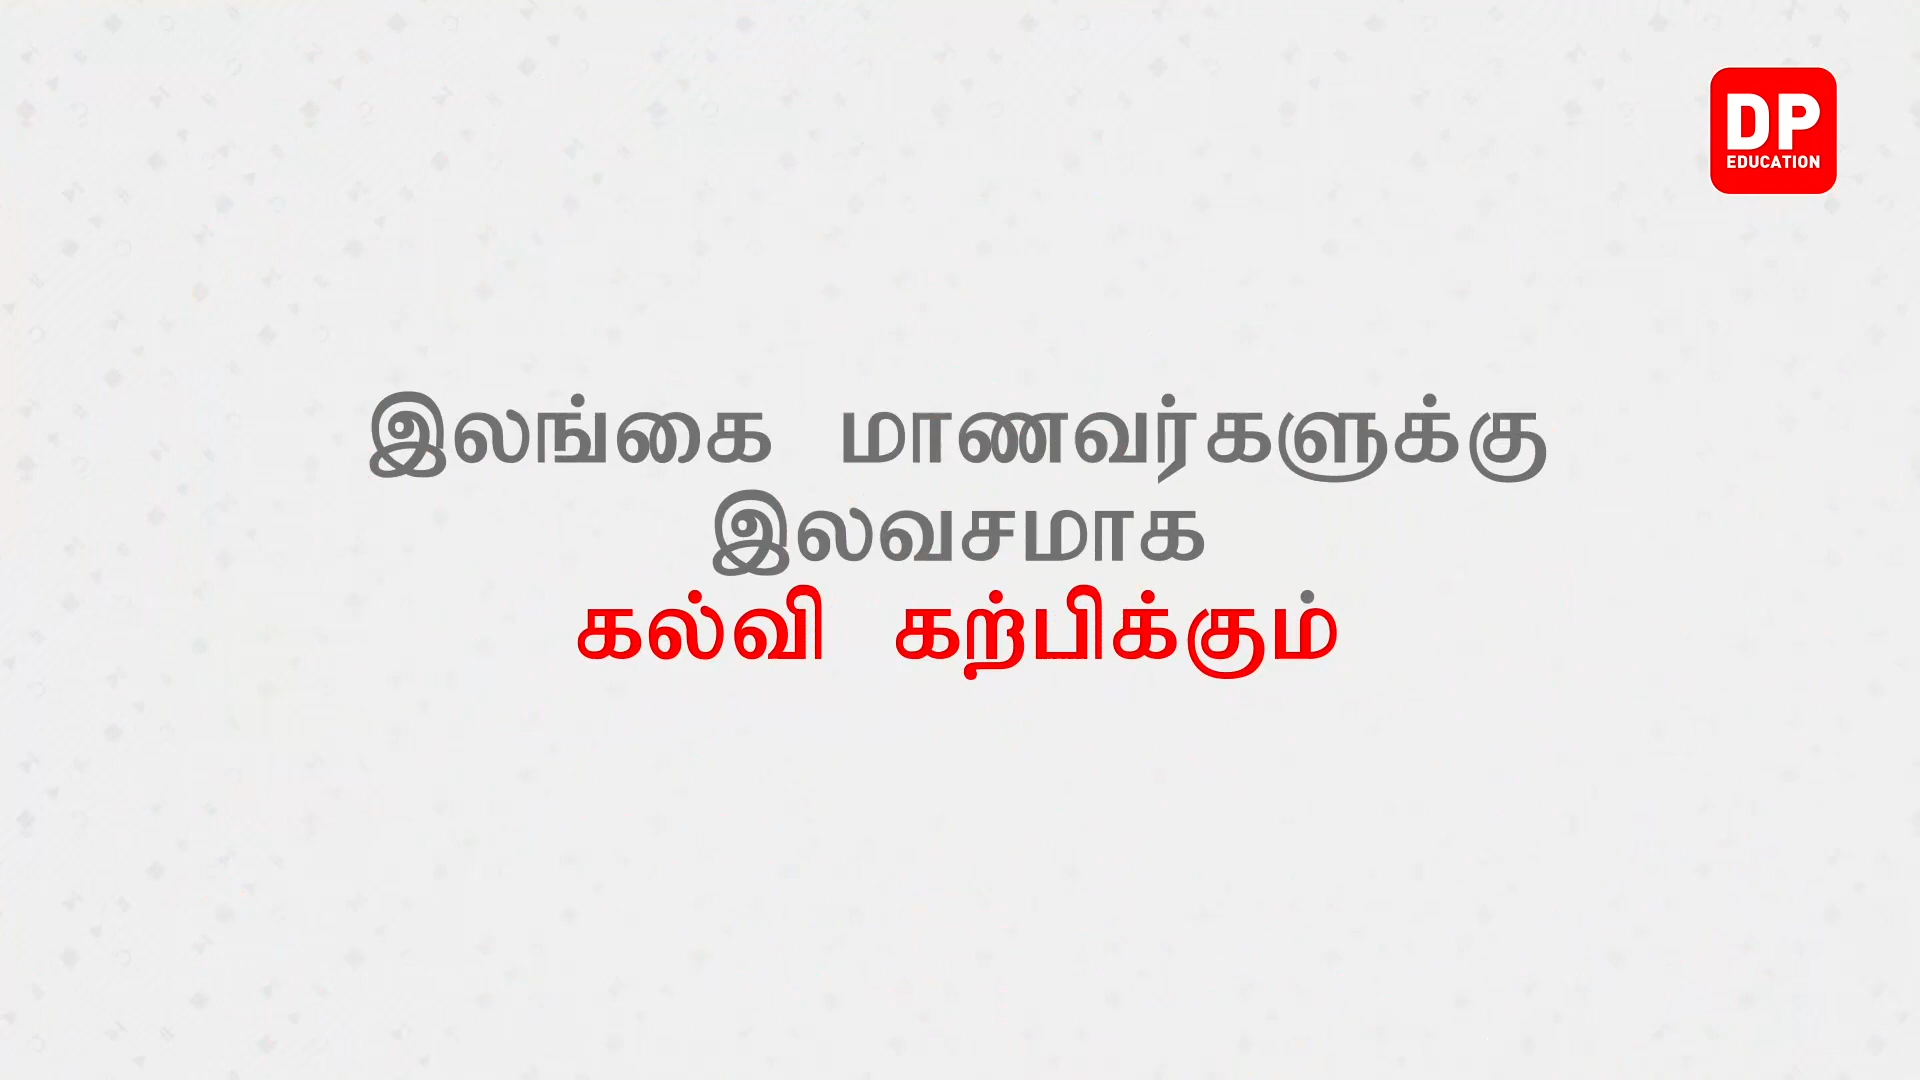 DP
EDUCATION
இலங்கை மாணவர்களுக்கு
இலவசமாக
கல்வி கற்பிக்கும்